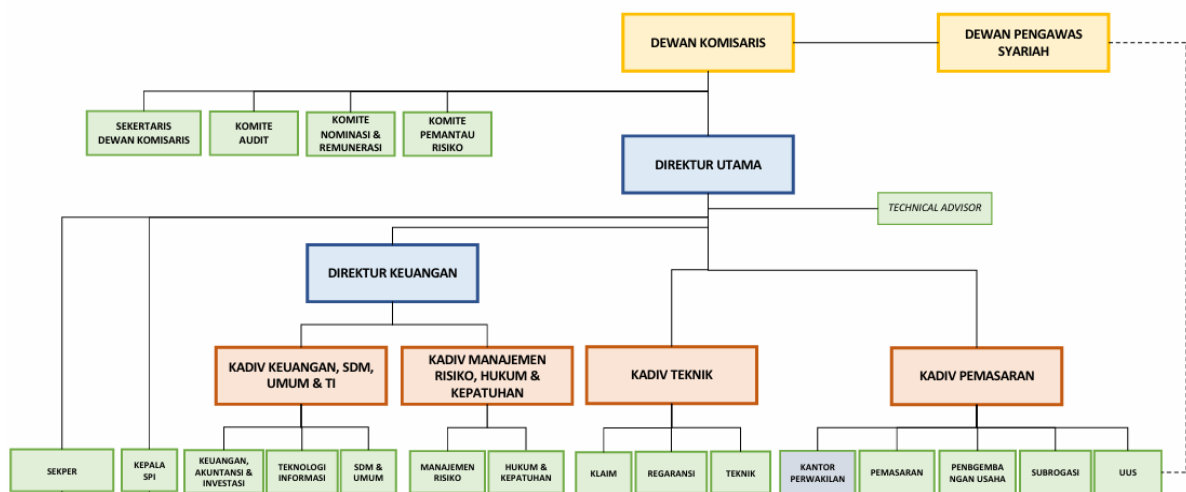 DEWAN KOMISARIS
DEWAN PENGAWAS
SYARIAH
SEKERTARIS
DEWAN KOMISARIS
KOMITE
AUDIT
KOMITE
NOMINASI &
REMUNERASI
KOMITE
PEMANTAU
RISIKO
DIREKTUR UTAMA
TECHNICAL ADVISOR
DIREKTUR KEUANGAN
KADIV KEUANGAN, SDM,
UMUM & TI
KADIV MANAJEMEN
RISIKO, HUKUM &
KEPATUHAN
KADIV TEKNIK
KADIV PEMASARAN
SEKPER
KEPALA
SPI
KEUANGAN,
AKUNTANSI &
INVESTASI
TEKNOLOGI
INFORMASI
SDM &
UMUM
MANAJEMEN
RISIKO
HUKUM &
KEPATUHAN
KLAIM
REGARANSI
TEKNIK
KANTOR
PERWAKILAN
PEMASARAN
PENBGEMBA
NGAN USAHA
SUBROGASI
UUS